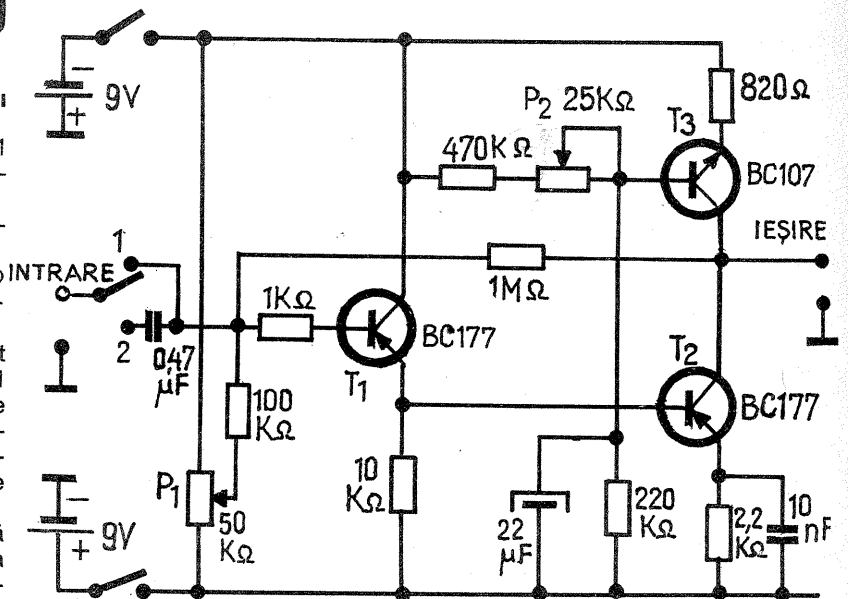 − 9V
+
P2 25KΩ
820Ω
T3
470KΩ
BC107
IEȘIRE
1
INTRARE
1MΩ
1KΩ
BC177
2
0,47
μF
T1
T2
100
KΩ
BC177
10
KΩ
P1
50
KΩ
22
μF
220
KΩ
2,2
KΩ
10
nF
− 9V
+